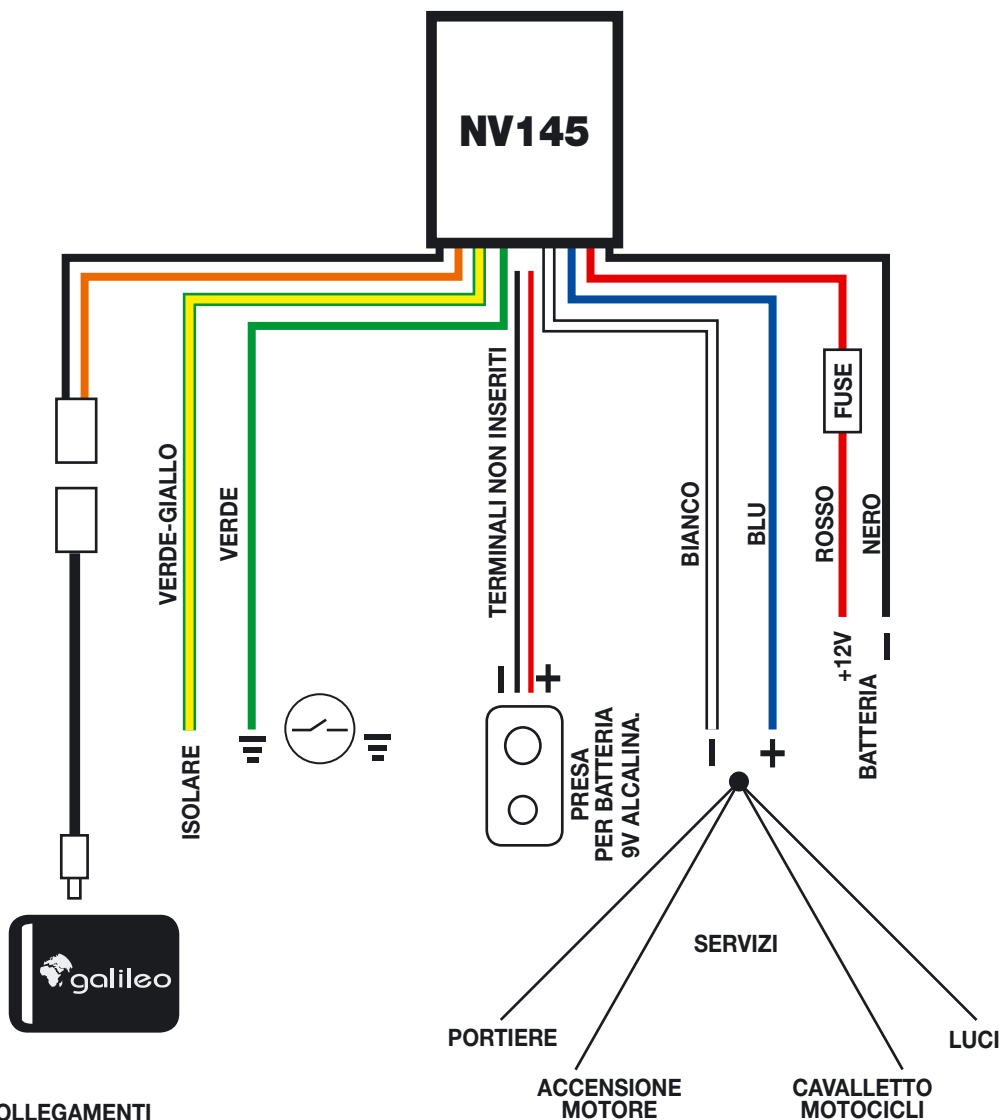 NV145
VERDE-GIALLO
VERDE
TERMINALI NON INSERITI
BIANCO
BLU
FUSE
ROSSO
NERO
+12V
–
BATTERIA
ISOLARE
– +
PRESA
PER BATTERIA
9V ALCALINA.
– +
galileo
SERVIZI
PORTIERE
LUCI
ACCENSIONE
MOTORE
CAVALLETTO
MOTOCICLI
OLLEGAMENTI